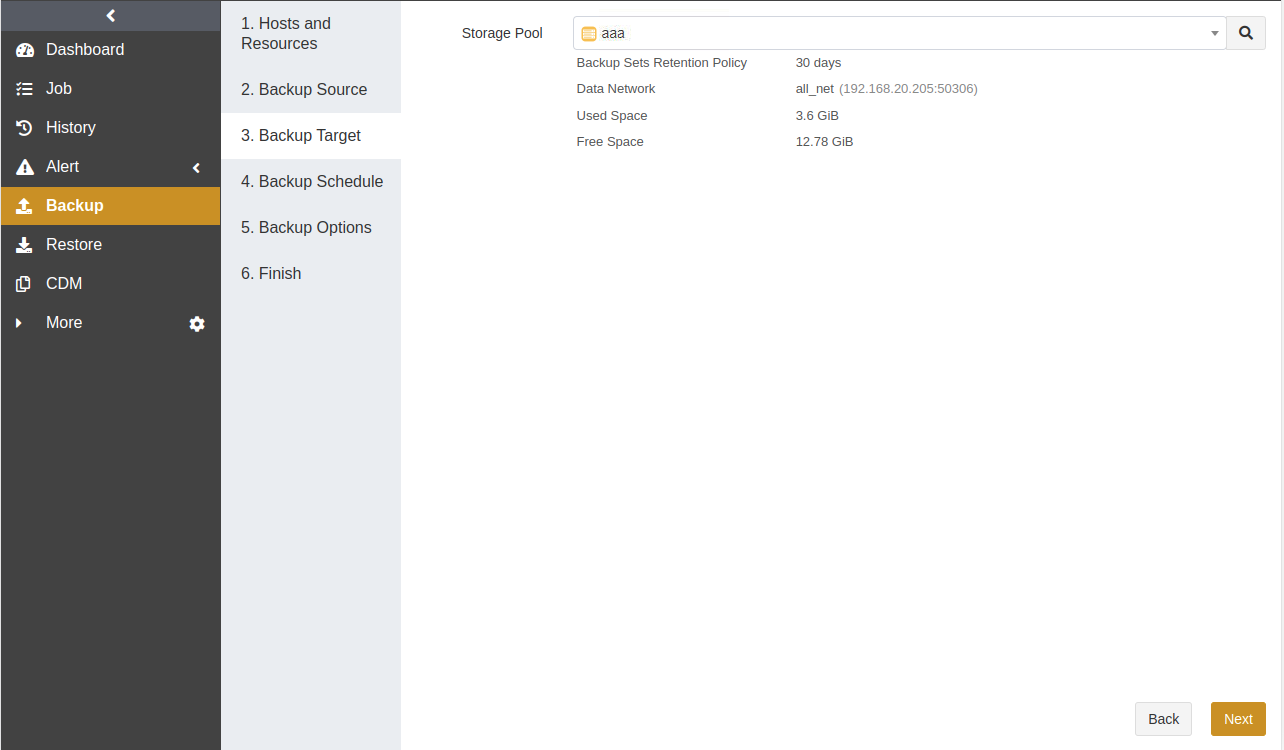 Dashboard
Job
History
Alert
Backup
Restore
CDM
More
1. Hosts and
Resources
2. Backup Source
3. Backup Target
4. Backup Schedule
5. Backup Options
6. Finish
Storage Pool aaa
Backup Sets Retention Policy 30 days
Data Network all_net (192.168.20.205:50306)
Used Space 3.6 GiB
Free Space 12.78 GiB
Back Next